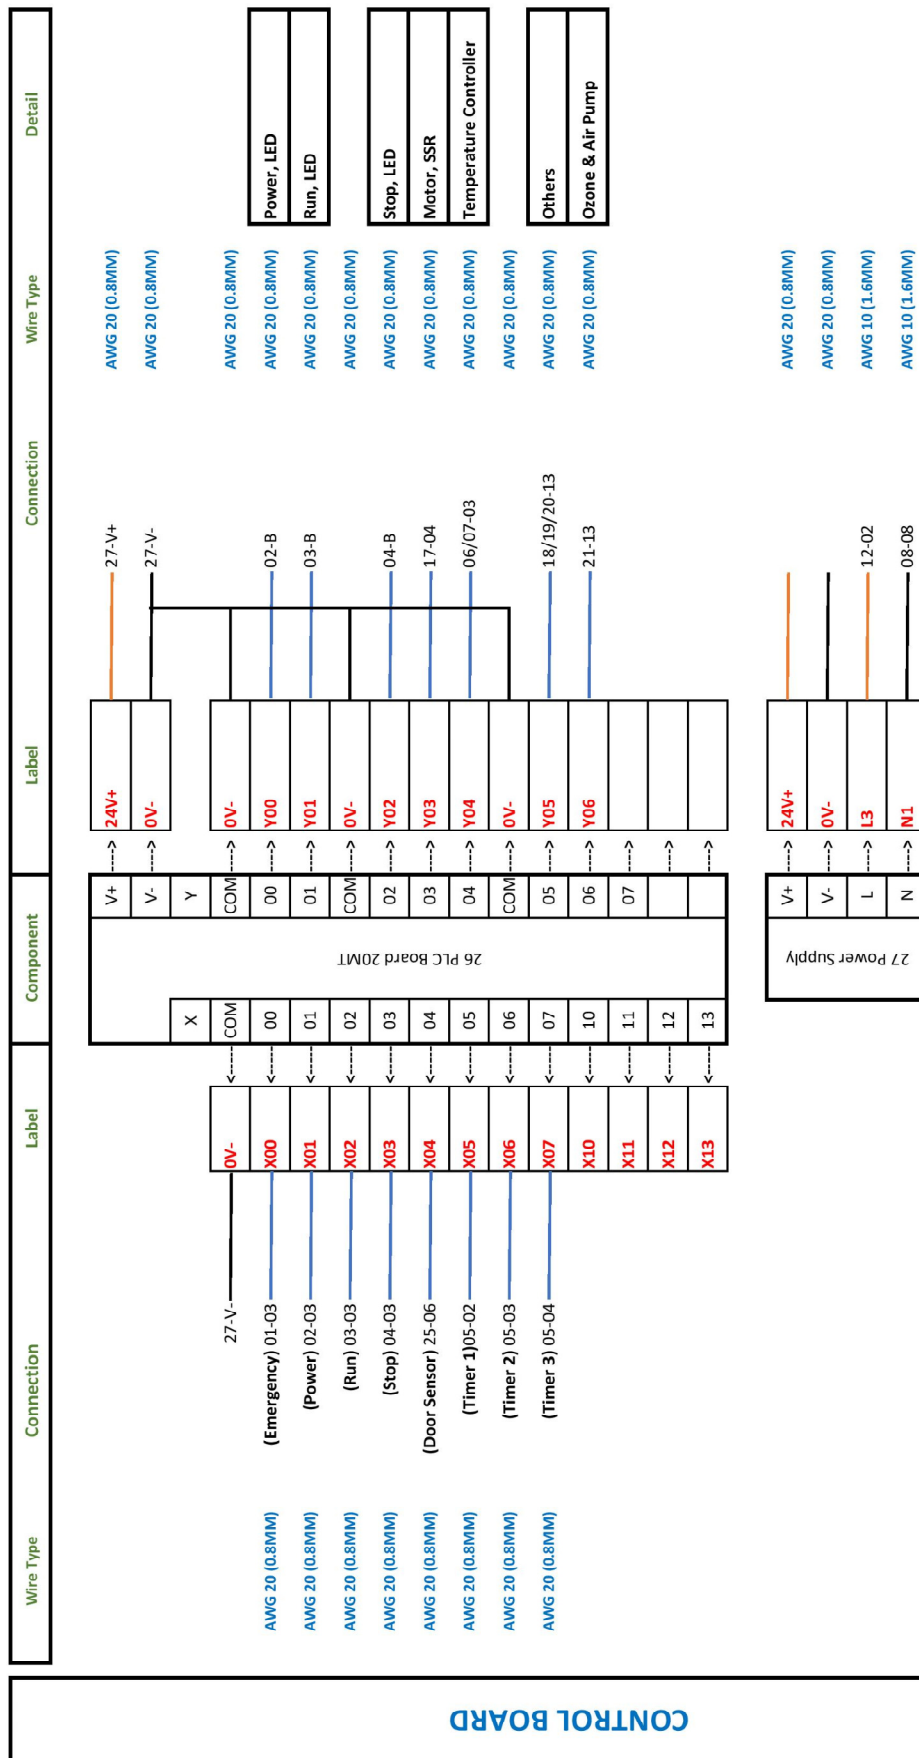 CONTROL BOARD
Wire Type Connection Label Component Label Connection Wire Type Detail
V+ ----> 24V+ 27-V+ AWG 20 (0.8MM)
V- ----> 0V- 27-V- AWG 20 (0.8MM)
X Y
27-V- 0V- <------ COM COM ----> 0V- AWG 20 (0.8MM)
AWG 20 (0.8MM) (Emergency) 01-03 X00 <------ 00 00 ----> Y00 02-B AWG 20 (0.8MM) Power, LED
AWG 20 (0.8MM) (Power) 02-03 X01 <------ 01 01 ----> Y01 03-B AWG 20 (0.8MM) Run, LED
AWG 20 (0.8MM) (Run) 03-03 X02 <------ 02 COM ----> 0V- AWG 20 (0.8MM)
AWG 20 (0.8MM) (Stop) 04-03 X03 <------ 03 02 ----> Y02 04-B AWG 20 (0.8MM) Stop, LED
AWG 20 (0.8MM) (Door Sensor) 25-06 X04 <------ 04 03 ----> Y03 17-04 AWG 20 (0.8MM) Motor, SSR
AWG 20 (0.8MM) (Timer 1)05-02 X05 <------ 05 04 ----> Y04 06/07-03 AWG 20 (0.8MM) Temperature Controller
AWG 20 (0.8MM) (Timer 2) 05-03 X06 <------ 06 COM ----> 0V- AWG 20 (0.8MM)
AWG 20 (0.8MM) (Timer 3) 05-04 X07 <------ 07 05 ----> Y05 18/19/20-13 AWG 20 (0.8MM) Others
X10 <------ 10 06 ----> Y06 21-13 AWG 20 (0.8MM) Ozone & Air Pump
X11 <------ 11 07 ---->
X12 <------ 12 ---->
X13 <------ 13 ---->
26 PLC Board 20MT
V+ ----> 24V+ AWG 20 (0.8MM)
V- ----> 0V- AWG 20 (0.8MM)
L ----> L3 12-02 AWG 10 (1.6MM)
N ----> N1 08-08 AWG 10 (1.6MM)
27 Power Supply